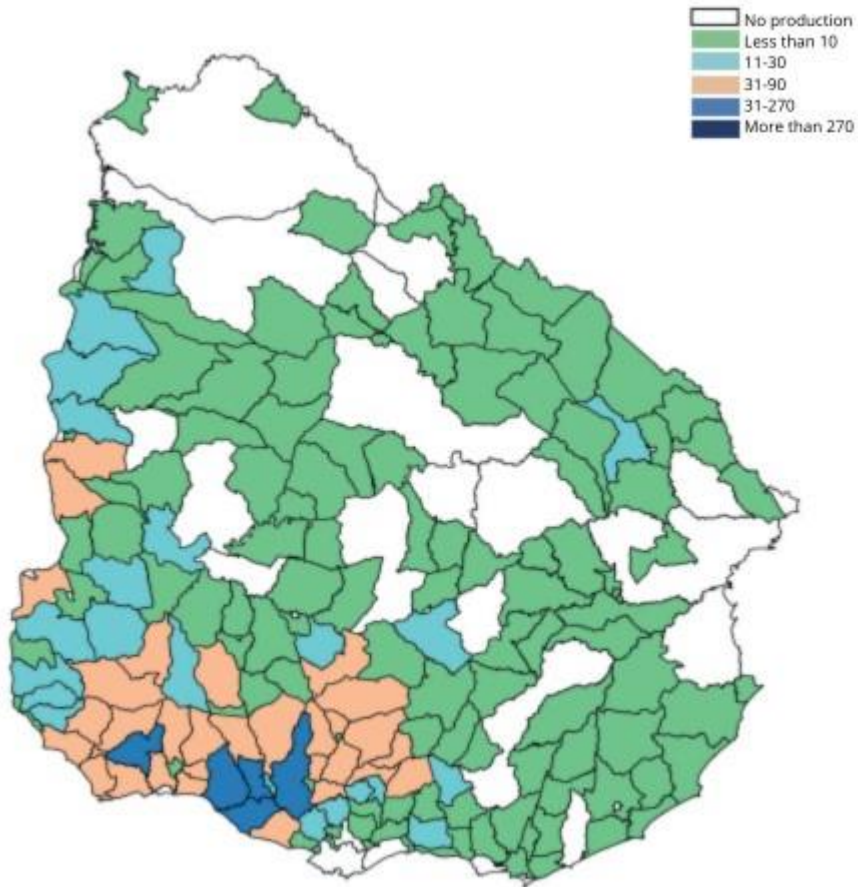 No production
Less than 10
11-30
31-90
31-270
More than 270